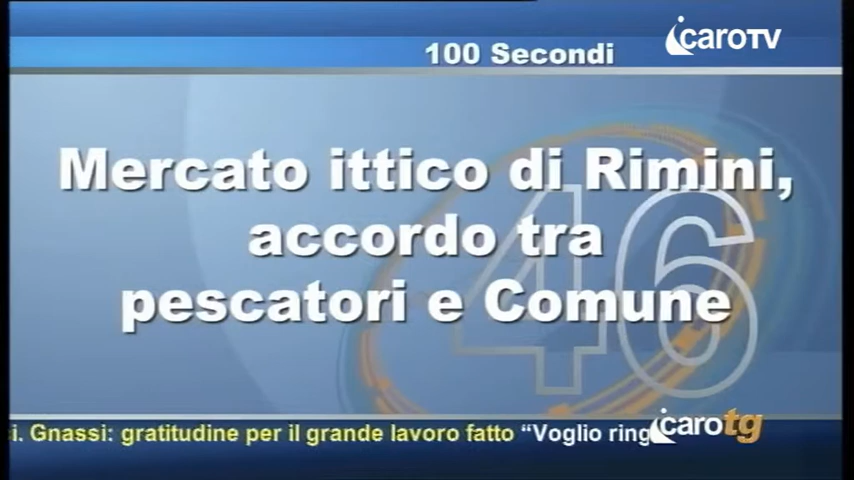 100 Secondi
icaroTV
Mercato ittico di Rimini,
accordo tra
pescatori e Comune
46
ci. Gnassi: gratitudine per il grande lavoro fatto “Voglio ring
icarotg